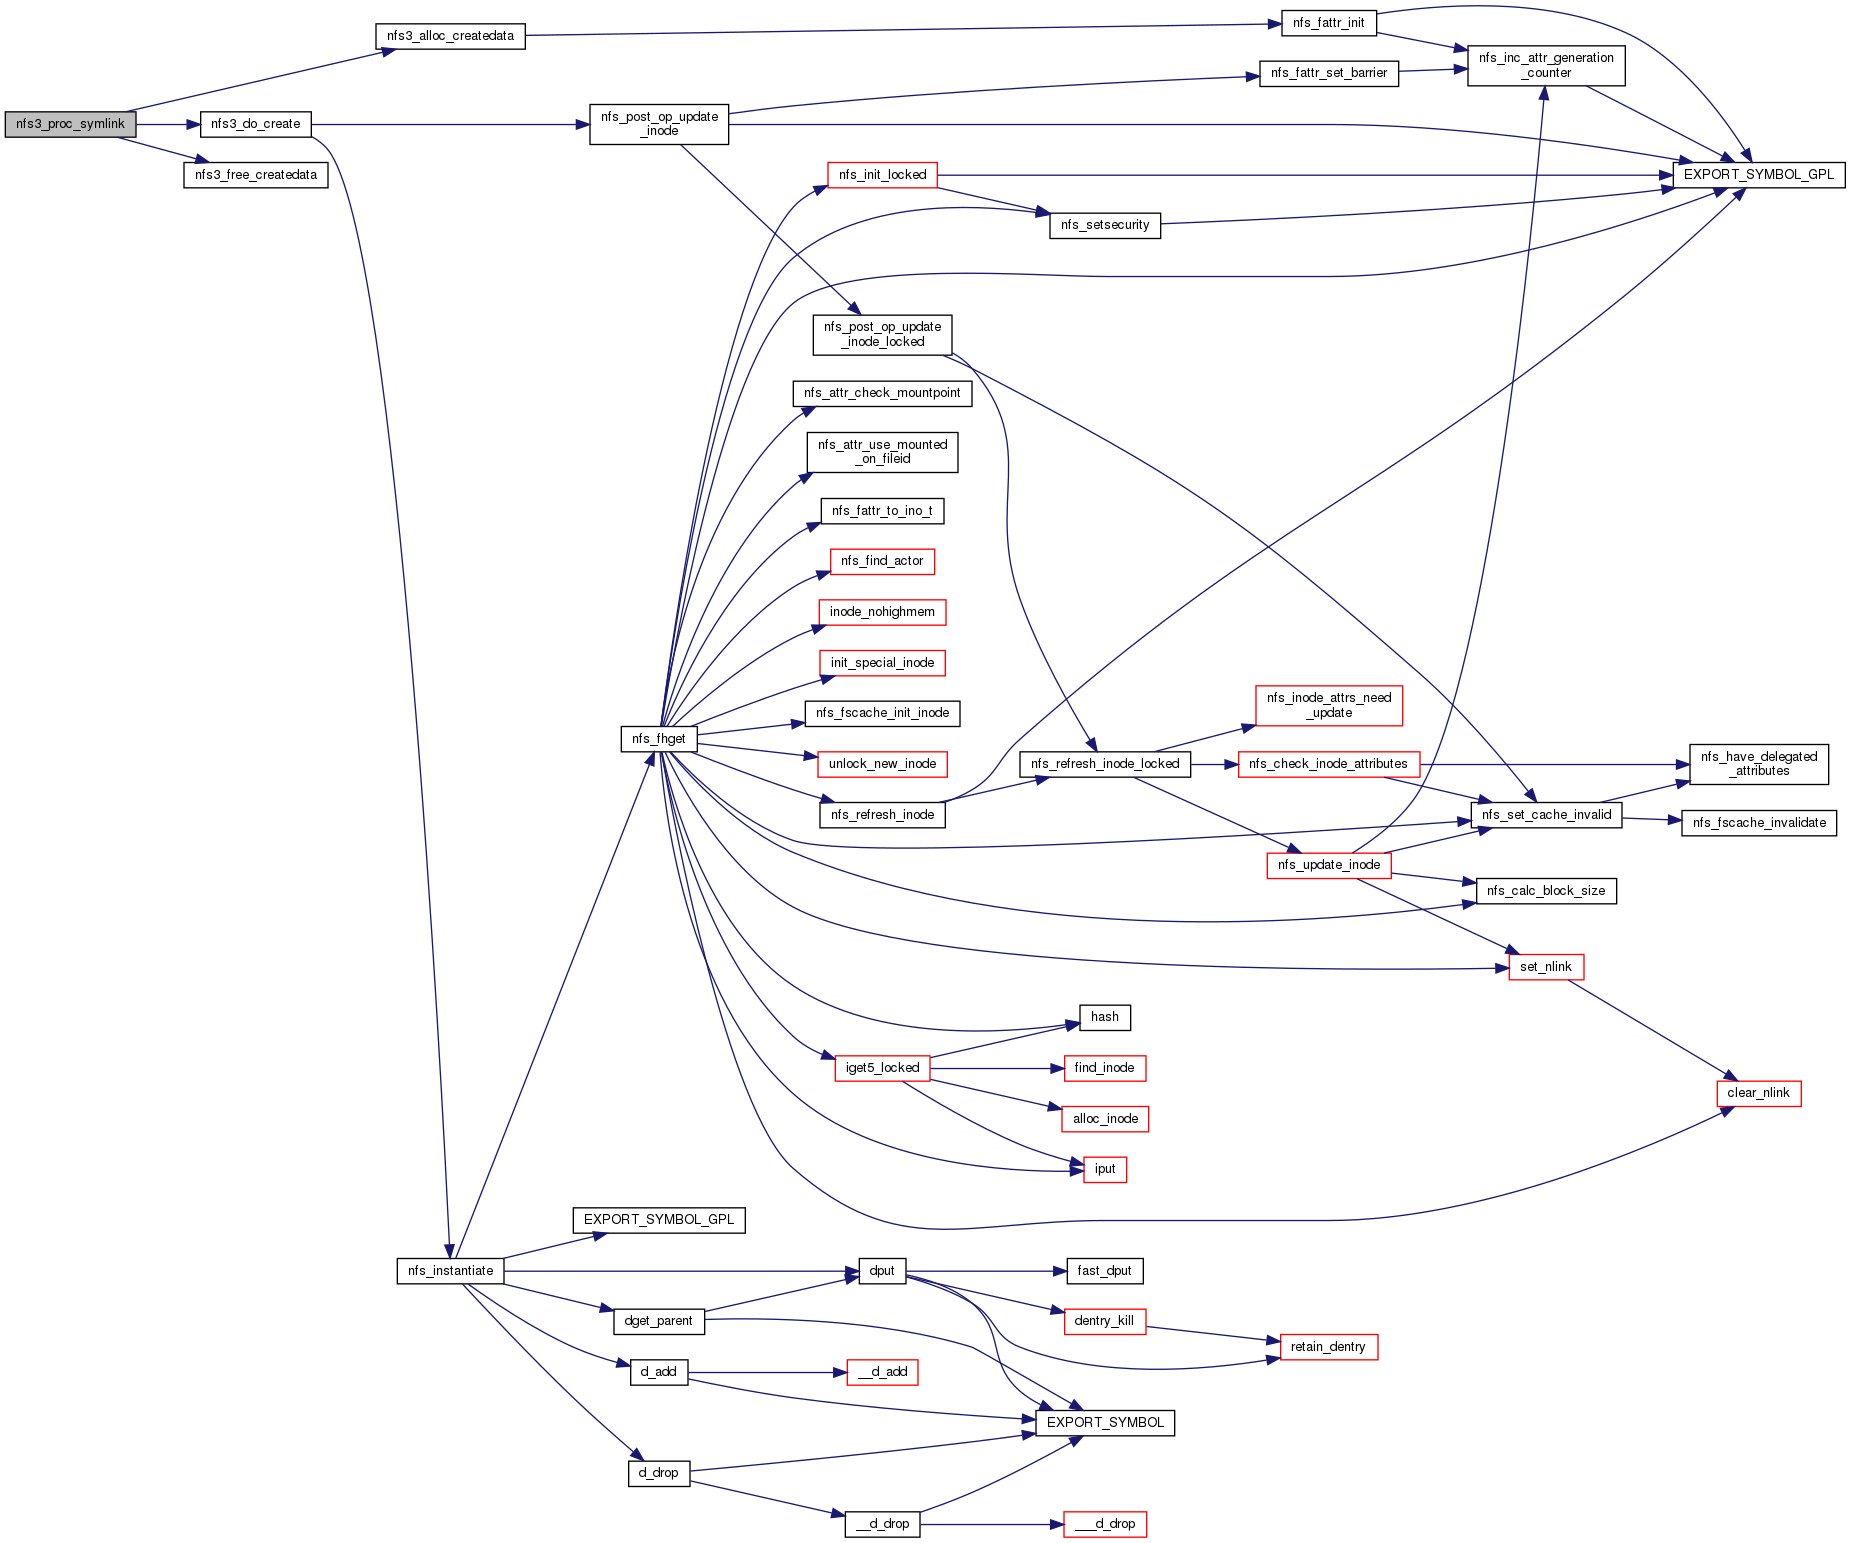 nfs3_alloc_createdata
nfs_fattr_init
nfs_inc_attr_generation
_counter
nfs_fattr_set_barrier
nfs3_proc_symlink
nfs3_do_create
nfs_post_op_update
_inode
nfs3_free_createdata
nfs_init_locked
EXPORT_SYMBOL_GPL
nfs_setsecurity
nfs_post_op_update
_inode_locked
nfs_attr_check_mountpoint
nfs_attr_use_mounted
_on_fileid
nfs_fattr_to_ino_t
nfs_find_actor
inode_nohighmem
init_special_inode
nfs_inode_attrs_need
_update
nfs_fscache_init_inode
nfs_fhget
unlock_new_inode
nfs_refresh_inode_locked
nfs_check_inode_attributes
nfs_have_delegated
_attributes
nfs_refresh_inode
nfs_set_cache_invalid
nfs_fscache_invalidate
nfs_update_inode
nfs_calc_block_size
set_nlink
hash
iget5_locked
find_inode
clear_nlink
alloc_inode
iput
EXPORT_SYMBOL_GPL
nfs_instantiate
dput
fast_dput
dget_parent
dentry_kill
retain_dentry
d_add
__d_add
EXPORT_SYMBOL
d_drop
__d_drop
___d_drop